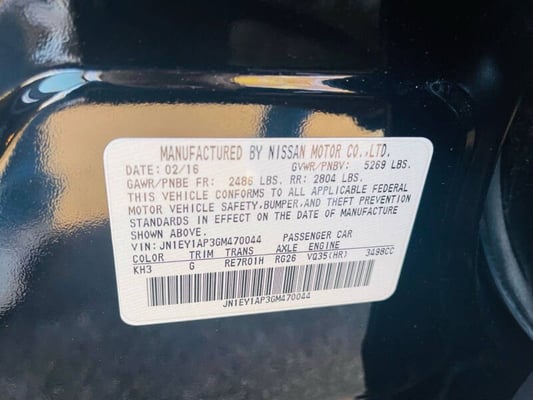 MANUFACTURED BY NISSAN MOTOR CO.,LTD.
DATE: 02/16 GVWR/PNBV: 5269 LBS.
GAWR/PNBE FR: 2486 LBS. RR: 2804 LBS.
THIS VEHICLE CONFORMS TO ALL APPLICABLE FEDERAL
MOTOR VEHICLE SAFETY,BUMPER,AND THEFT PREVENTION
STANDARDS IN EFFECT ON THE DATE OF MANUFACTURE
SHOWN ABOVE.
VIN: JN1EY1AP3GM470044 PASSENGER CAR
COLOR TRIM TRANS AXLE ENGINE
KH3 G RE7R01H RG26 VQ35(HR) 3498CC
JN1EY1AP3GM470044